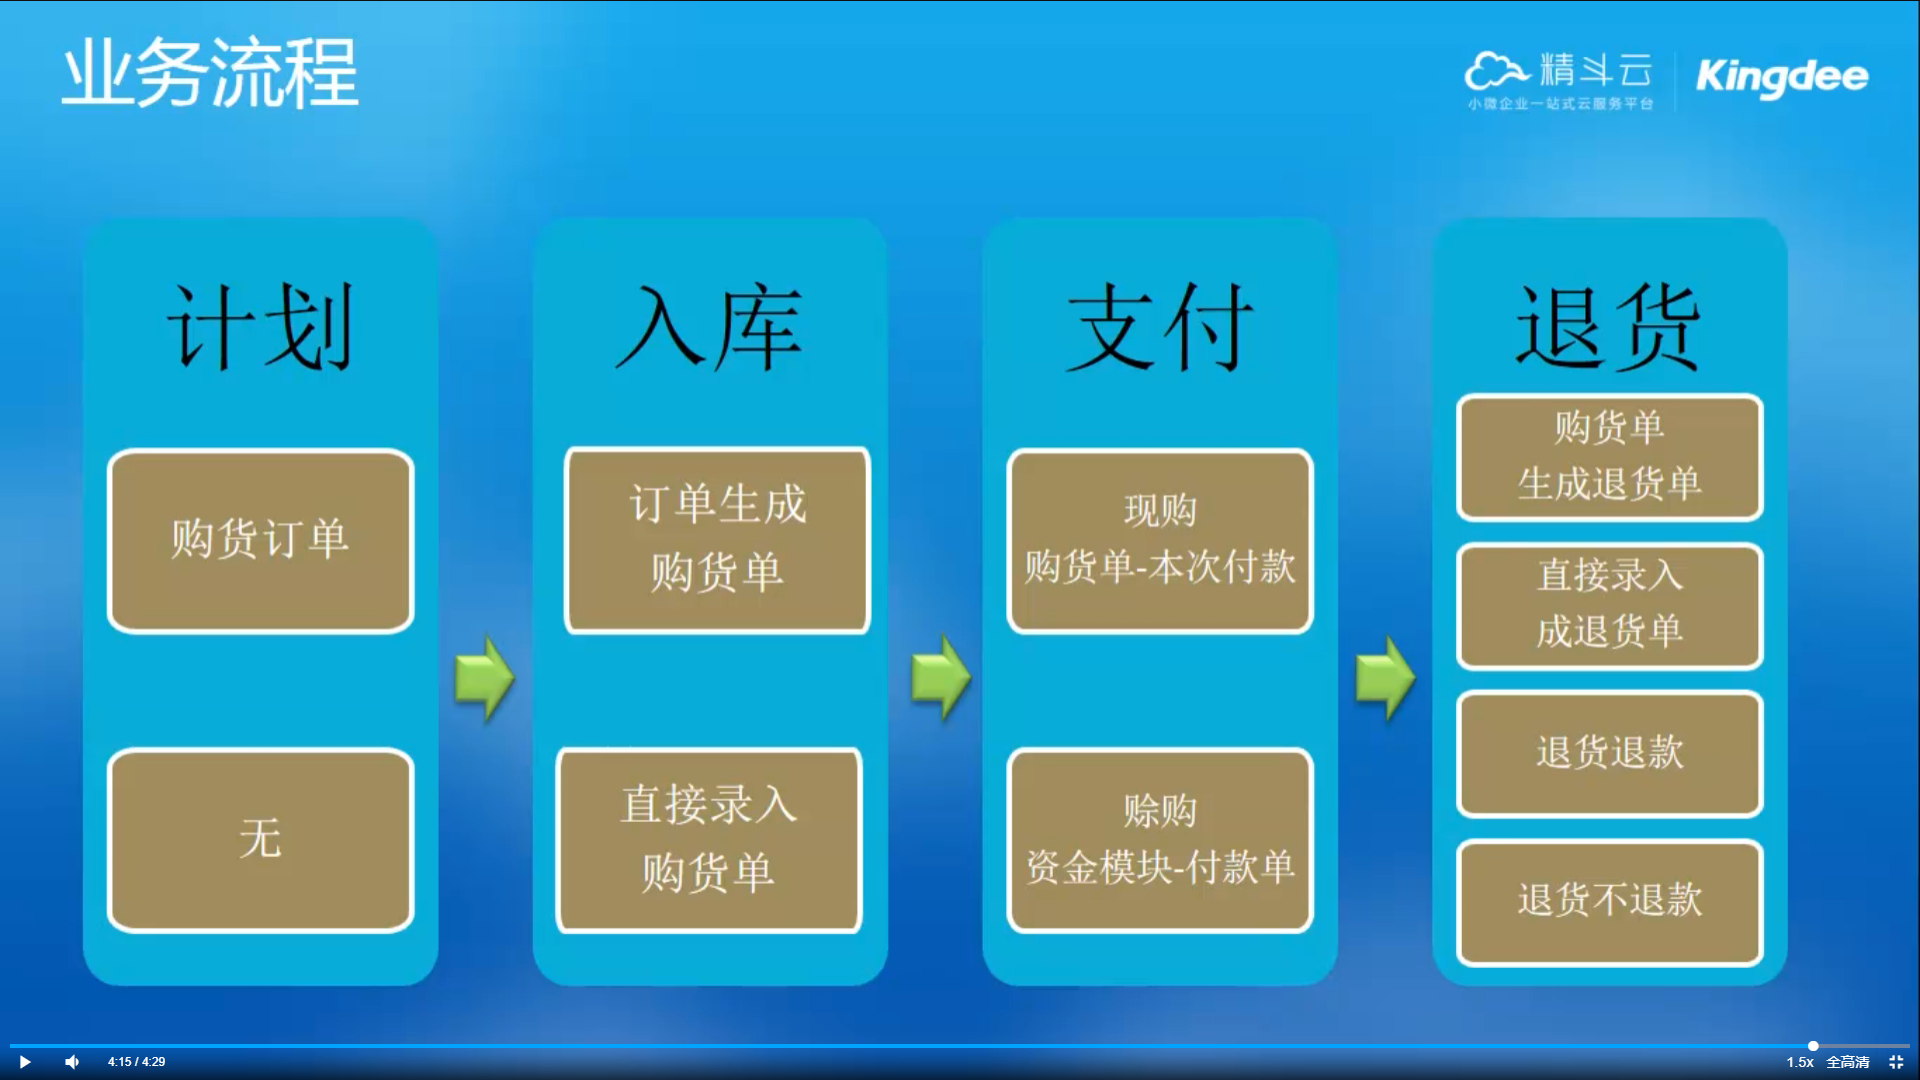 业务流程
精斗云
小微企业一站式云服务平台
Kingdee
计划
购货订单
无
入库
订单生成
购货单
直接录入
购货单
支付
现购
购货单-本次付款
赊购
资金模块-付款单
退货
购货单
生成退货单
直接录入
成退货单
退货退款
退货不退款
4:15 / 4:29
1.5x
全高清